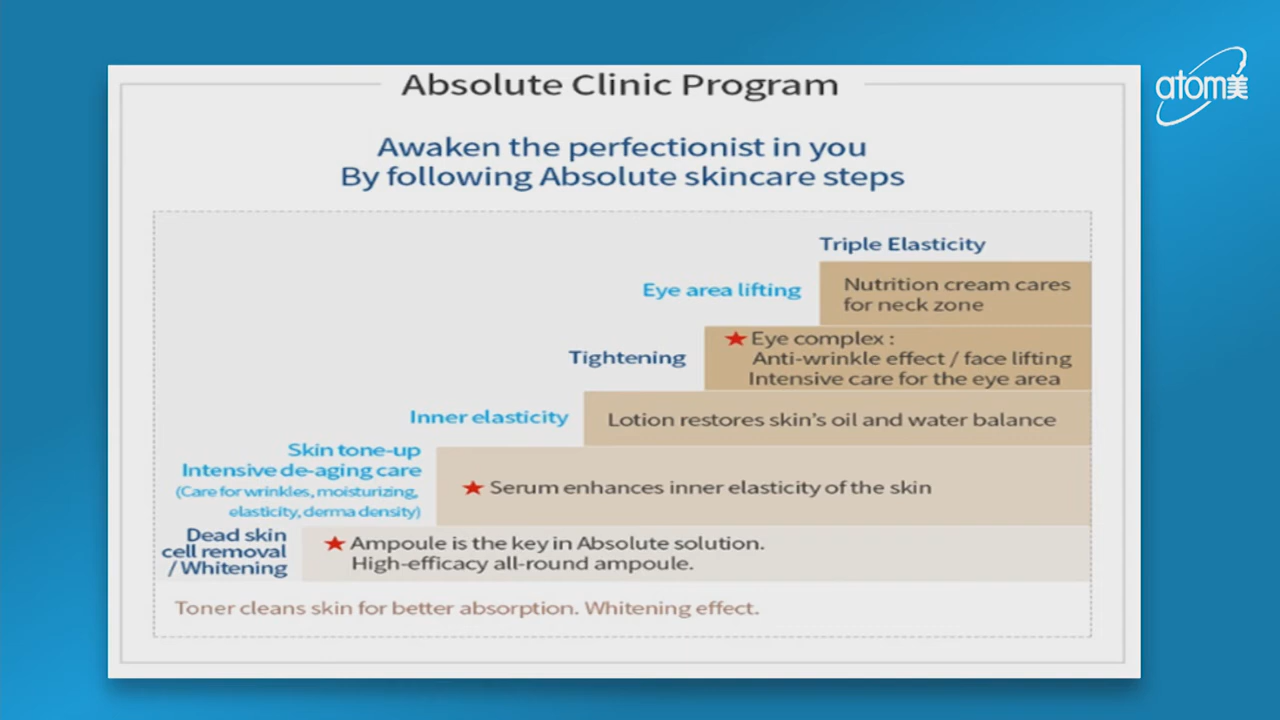 Absolute Clinic Program
atom美
Awaken the perfectionist in you
By following Absolute skincare steps
Triple Elasticity
Eye area lifting
Nutrition cream cares
for neck zone
Tightening
★ Eye complex :
Anti-wrinkle effect / face lifting
Intensive care for the eye area
Inner elasticity
Lotion restores skin's oil and water balance
Skin tone-up
Intensive de-aging care
(Care for wrinkles, moisturizing,
elasticity, derma density)
★ Serum enhances inner elasticity of the skin
Dead skin
cell removal
/ Whitening
★ Ampoule is the key in Absolute solution.
High-efficacy all-round ampoule.
Toner cleans skin for better absorption. Whitening effect.